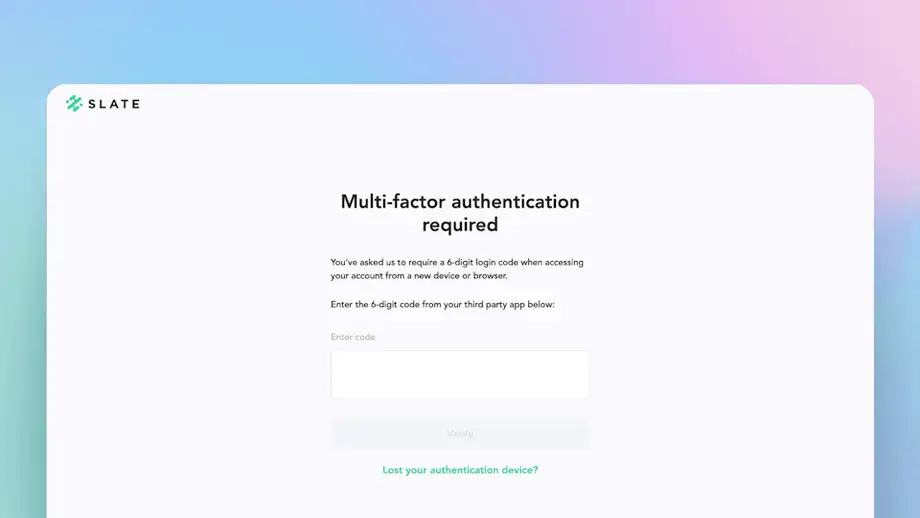 SLATE
Multi-factor authentication
required
You've asked us to require a 6-digit login code when accessing
your account from a new device or browser.
Enter the 6-digit code from your third party app below:
Enter code
Verify
Lost your authentication device?